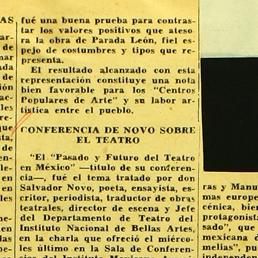 fué una buena prueba para contras-
tar los valores positivos que ateso-
ra la obra de Parada León, fiel es-
pejo de costumbres y tipos que re-
presenta.
El resultado alcanzado con esta
representación constituye una nota
bien favorable para los "Centros
Populares de Arte" y su labor ar-
tística entre el pueblo.
CONFERENCIA DE NOVO SOBRE
EL TEATRO
"El "Pasado y Futuro del Teatro
en México" —título de su conferen-
cia—, fué el tema tratado por don
Salvador Novo, poeta, ensayista, es-
critor, periodista, traductor de obras
teatrales, director de escena y Jefe
del Departamento de Teatro del
Instituto Nacional de Bellas Artes,
en la charla que ofreció el miérco-
les último en la Sala de Conferen-
ras y Manu
mas europe
cénica, bien
protagonist
sado", que
mexicana d
melias", pu
independien